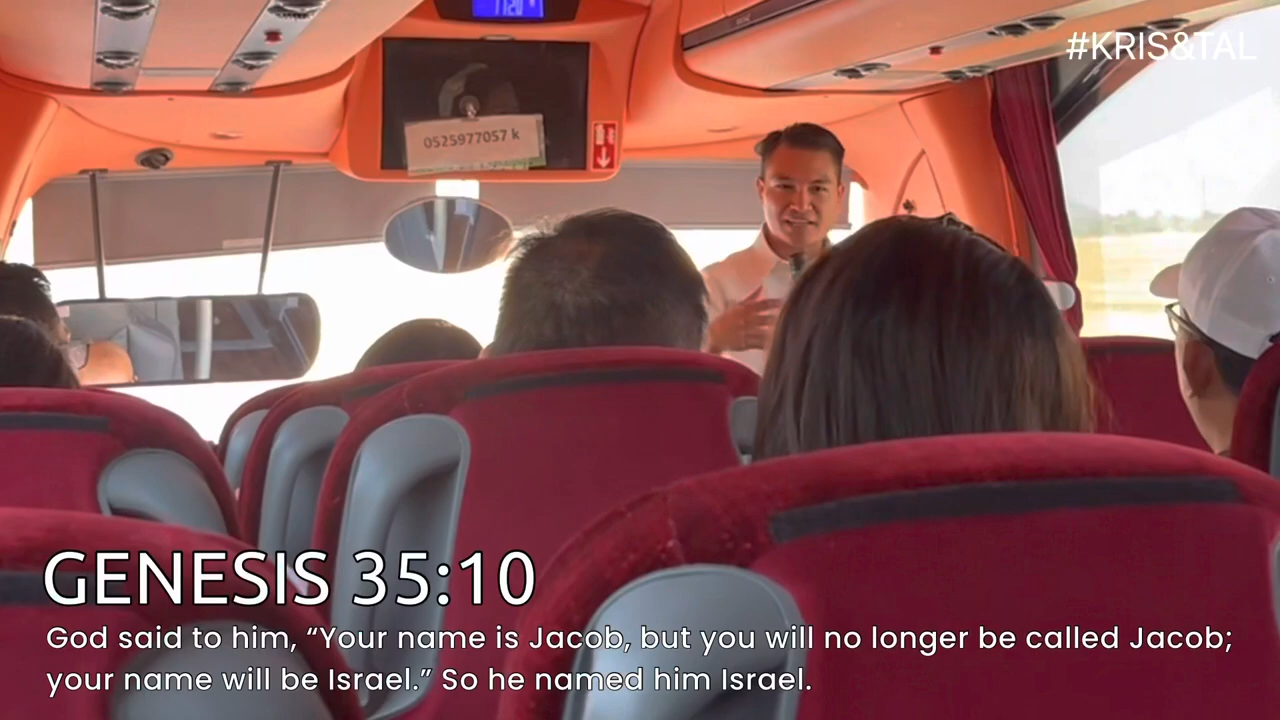 1120
#KRIS&TAL
0525977057 k
GENESIS 35:10
God said to him, “Your name is Jacob, but you will no longer be called Jacob;
your name will be Israel.” So he named him Israel.